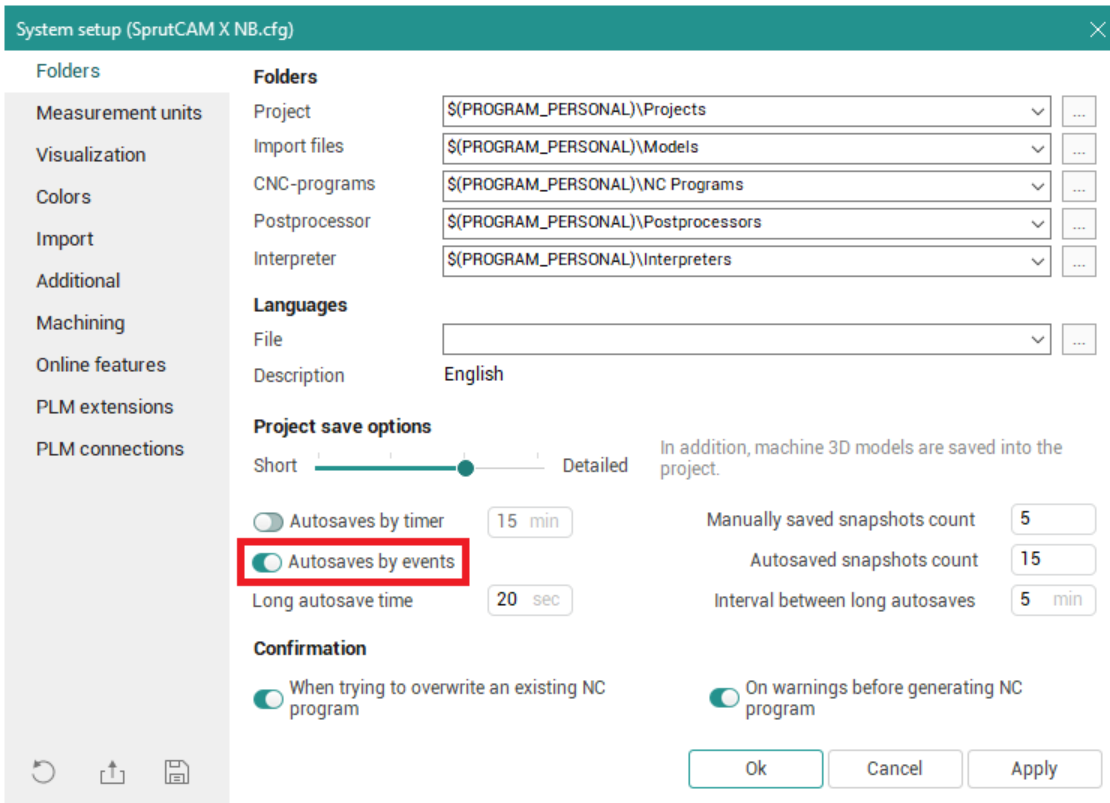 System setup (SprutCAM X NB.cfg)
Folders
Measurement units
Visualization
Colors
Import
Additional
Machining
Online features
PLM extensions
PLM connections
Folders
Project $(PROGRAM_PERSONAL)\Projects ...
Import files $(PROGRAM_PERSONAL)\Models ...
CNC-programs $(PROGRAM_PERSONAL)\NC Programs ...
Postprocessor $(PROGRAM_PERSONAL)\Postprocessors ...
Interpreter $(PROGRAM_PERSONAL)\Interpreters ...
Languages
File ...
Description English
Project save options
Short Detailed
In addition, machine 3D models are saved into the
project.
Autosaves by timer 15 min
Manually saved snapshots count 5
Autosaves by events
Autosaved snapshots count 15
Long autosave time 20 sec
Interval between long autosaves 5 min
Confirmation
When trying to overwrite an existing NC
program
On warnings before generating NC
program
Ok Cancel Apply